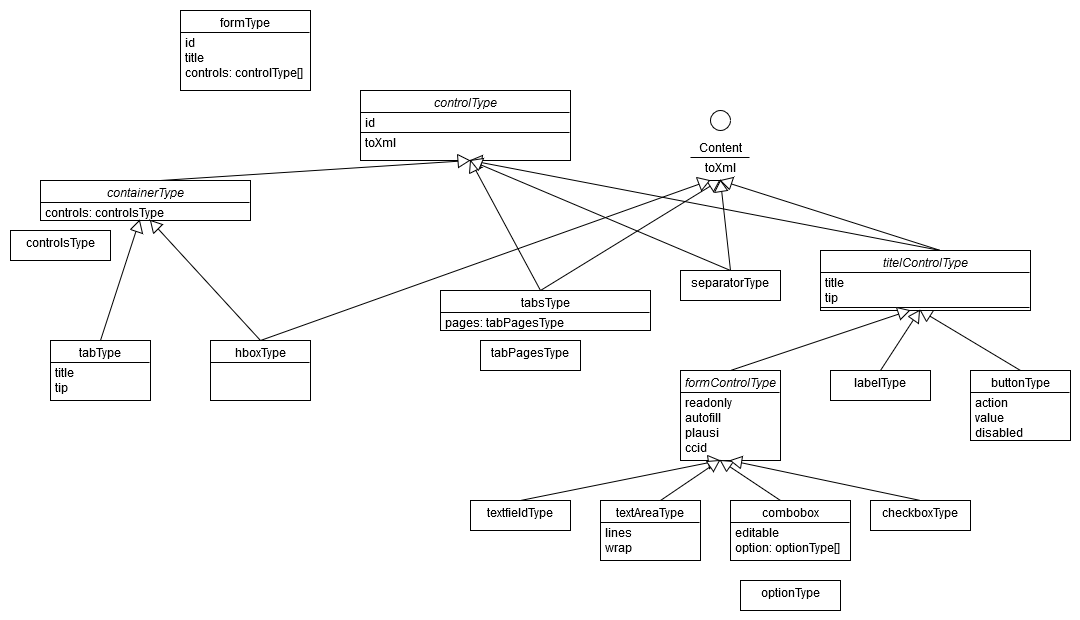 formType
id
title
controls: controlType[]
controlType
id
toXml
Content
toXml
containerType
controls: controlsType
controlsType
titelControlType
title
tip
separatorType
tabsType
pages: tabPagesType
tabPagesType
tabType
title
tip
hboxType
formControlType
readonly
autofill
plausi
ccid
labelType
buttonType
action
value
disabled
textfieldType
textAreaType
lines
wrap
combobox
editable
option: optionType[]
checkboxType
optionType